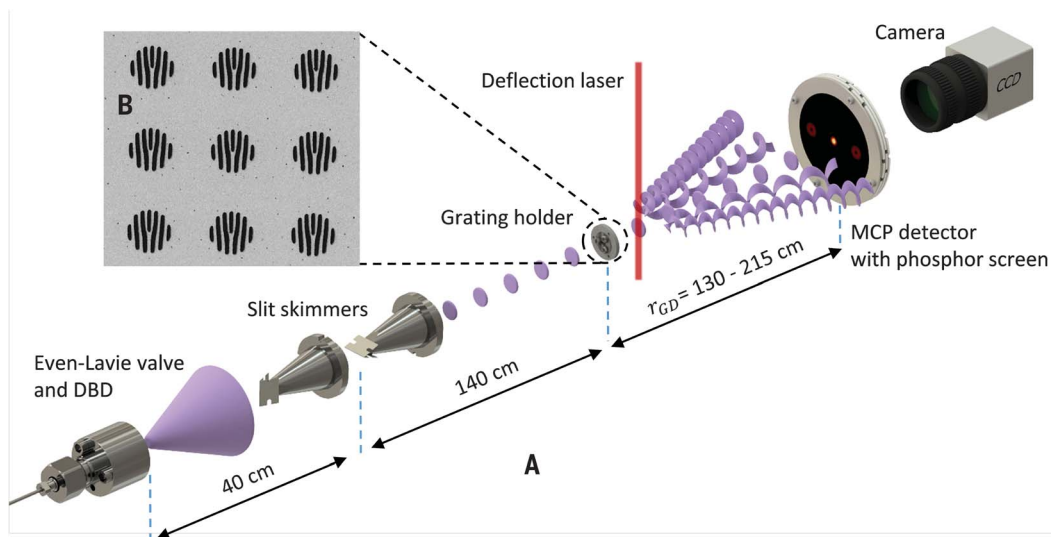 Camera
CCD
Deflection laser
B
Grating holder
MCP detector
with phosphor screen
r_GD = 130 - 215 cm
Slit skimmers
Even-Lavie valve
and DBD
140 cm
A
40 cm